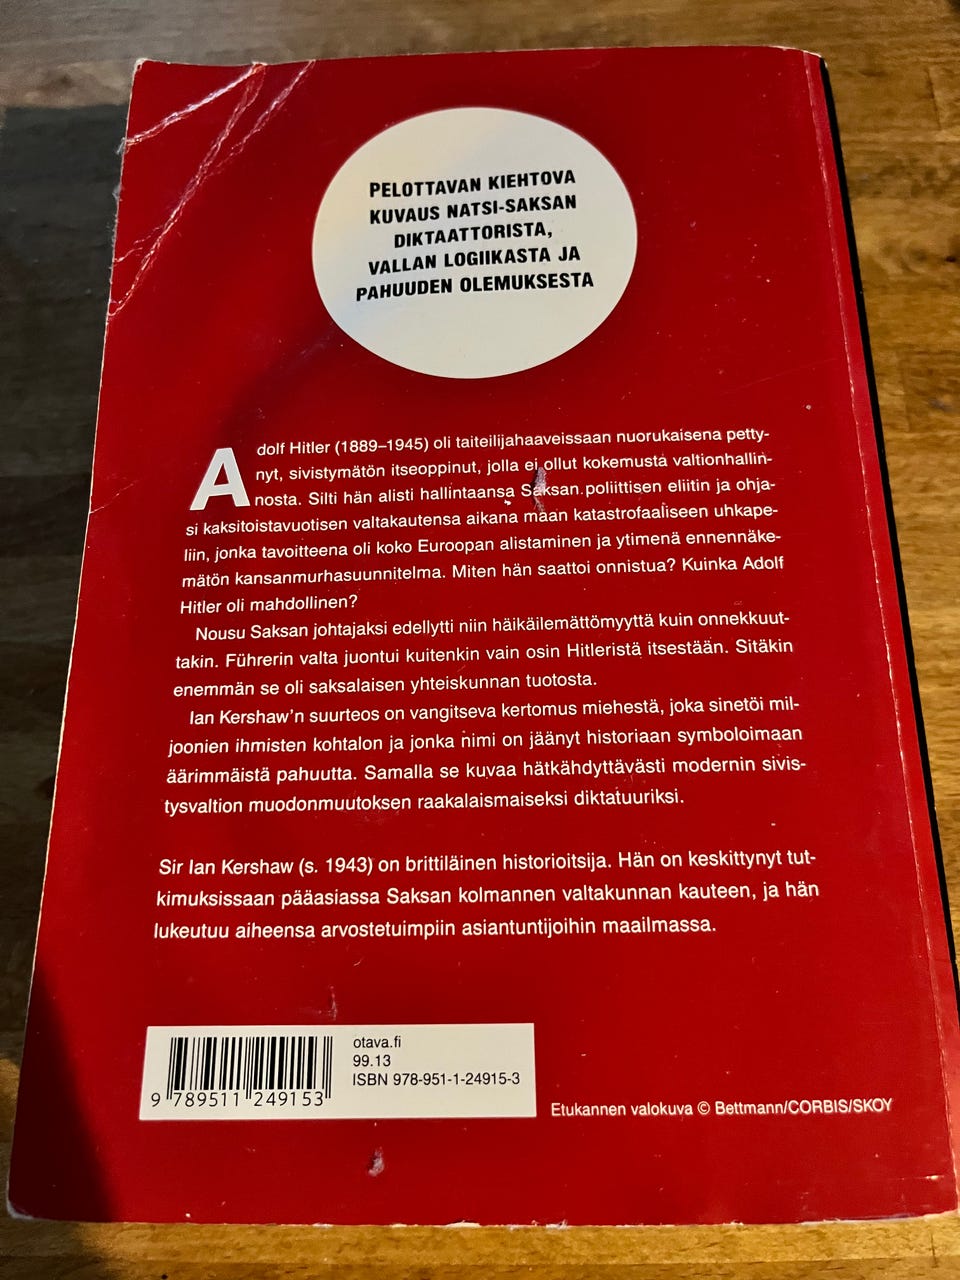 PELOTTAVAN KIEHTOVA
KUVAUS NATSI-SAKSAN
DIKTAATTORISTA,
VALLAN LOGIIKASTA JA
PAHUUDEN OLEMUKSESTA
Adolf Hitler (1889–1945) oli taiteilijahaaveissaan nuorukaisena petty-
nyt, sivistymätön itseoppinut, jolla ei ollut kokemusta valtionhallin-
nosta. Silti hän alisti hallintaansa Saksan poliittisen eliitin ja ohja-
si kaksitoistavuotisen valtakautensa aikana maan katastrofaaliseen uhkape-
liin, jonka tavoitteena oli koko Euroopan alistaminen ja ytimenä ennennäke-
mätön kansanmurhasuunnitelma. Miten hän saattoi onnistua? Kuinka Adolf
Hitler oli mahdollinen?
Nousu Saksan johtajaksi edellytti niin häikäilemättömyyttä kuin onnekkuut-
takin. Führerin valta juontui kuitenkin vain osin Hitleristä itsestään. Sitäkin
enemmän se oli saksalaisen yhteiskunnan tuotosta.
Ian Kershaw'n suurteos on vangitseva kertomus miehestä, joka sinetöi mil-
joonien ihmisten kohtalon ja jonka nimi on jäänyt historiaan symboloimaan
äärimmäistä pahuutta. Samalla se kuvaa hätkähdyttävästi modernin sivis-
tysvaltion muodonmuutoksen raakalaismaiseksi diktatuuriksi.
Sir Ian Kershaw (s. 1943) on brittiläinen historioitsija. Hän on keskittynyt tut-
kimuksissaan pääasiassa Saksan kolmannen valtakunnan kauteen, ja hän
lukeutuu aiheensa arvostetuimpiin asiantuntijoihin maailmassa.
otava.fi
99.13
ISBN 978-951-1-24915-3
9 789511 249153
Etukannen valokuva © Bettmann/CORBIS/SKOY